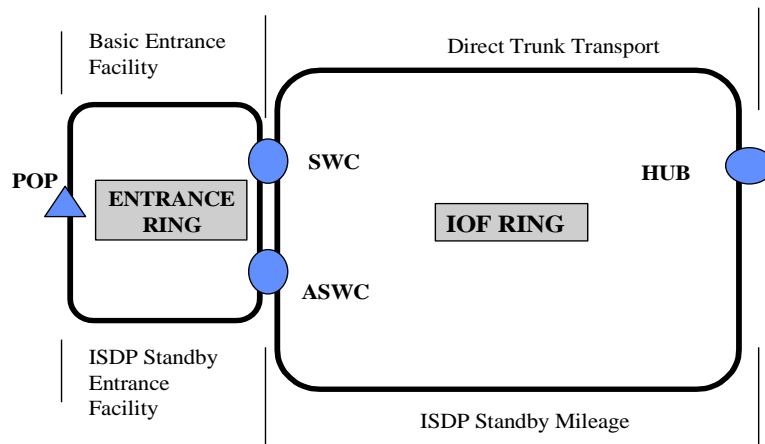 Basic Entrance
Facility
Direct Trunk Transport
SWC
POP
HUB
ENTRANCE
RING
IOF RING
ASWC
ISDP Standby
Entrance
Facility
ISDP Standby Mileage